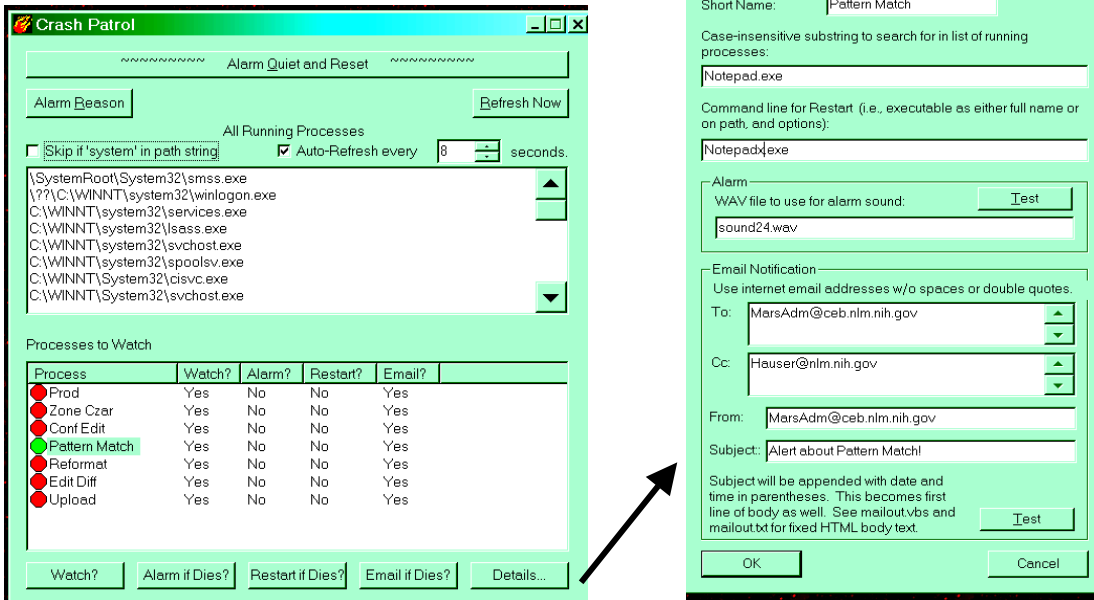 Crash Patrol
~~~~~~~~~ Alarm Quiet and Reset ~~~~~~~~~
Alarm Reason
Refresh Now
All Running Processes
Skip if 'system' in path string
Auto-Refresh every 8 seconds.
\SystemRoot\System32\smss.exe
\??\C:\WINNT\system32\winlogon.exe
C:\WINNT\system32\services.exe
C:\WINNT\system32\lsass.exe
C:\WINNT\system32\svchost.exe
C:\WINNT\system32\spoolsv.exe
C:\WINNT\System32\cisvc.exe
C:\WINNT\System32\svchost.exe
Processes to Watch
Process Watch? Alarm? Restart? Email?
Prod Yes No No Yes
Zone Czar Yes No No Yes
Conf Edit Yes No No Yes
Pattern Match Yes No No Yes
Reformat Yes No No Yes
Edit Diff Yes No No Yes
Upload Yes No No Yes
Watch? Alarm if Dies? Restart if Dies? Email if Dies? Details...
Short Name: Pattern Match
Case-insensitive substring to search for in list of running
processes:
Notepad.exe
Command line for Restart (i.e., executable as either full name or
on path, and options):
Notepadx.exe
Alarm
WAV file to use for alarm sound:
Test
sound24.wav
Email Notification
Use internet email addresses w/o spaces or double quotes.
To: MarsAdm@ceb.nlm.nih.gov
Cc: Hauser@nlm.nih.gov
From: MarsAdm@ceb.nlm.nih.gov
Subject: Alert about Pattern Match!
Subject will be appended with date and
time in parentheses. This becomes first
line of body as well. See mailout.vbs and
mailout.txt for fixed HTML body text.
Test
OK
Cancel